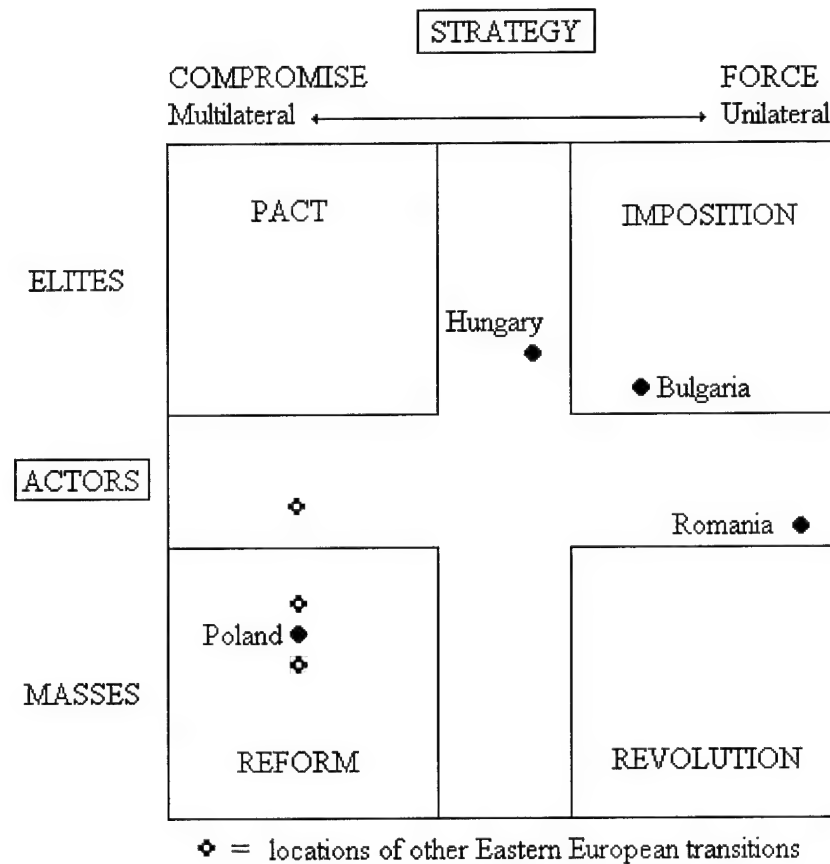 STRATEGY
COMPROMISE FORCE
Multilateral Unilateral
PACT IMPOSITION
ELITES
Hungary
Bulgaria
ACTORS
Romania
Poland
MASSES
REFORM REVOLUTION
= locations of other Eastern European transitions